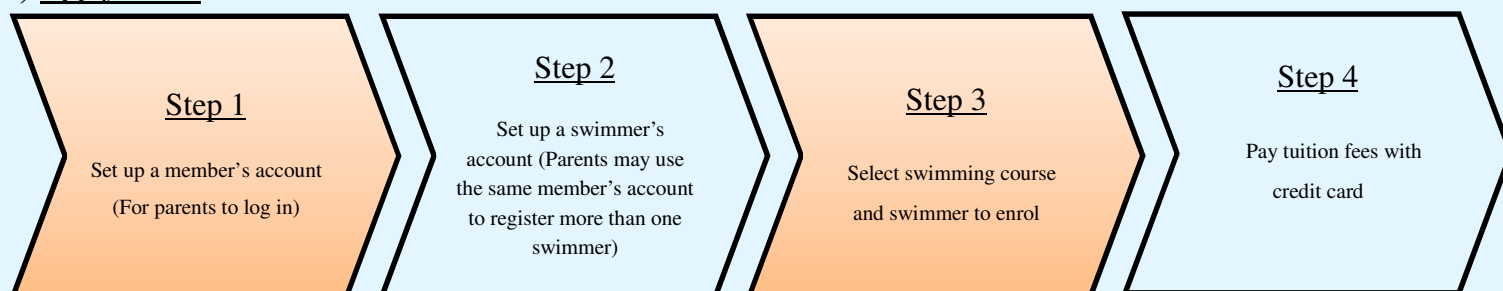 Step 1
Set up a member’s account
(For parents to log in)
Step 2
Set up a swimmer’s
account (Parents may use
the same member’s account
to register more than one
swimmer)
Step 3
Select swimming course
and swimmer to enrol
Step 4
Pay tuition fees with
credit card